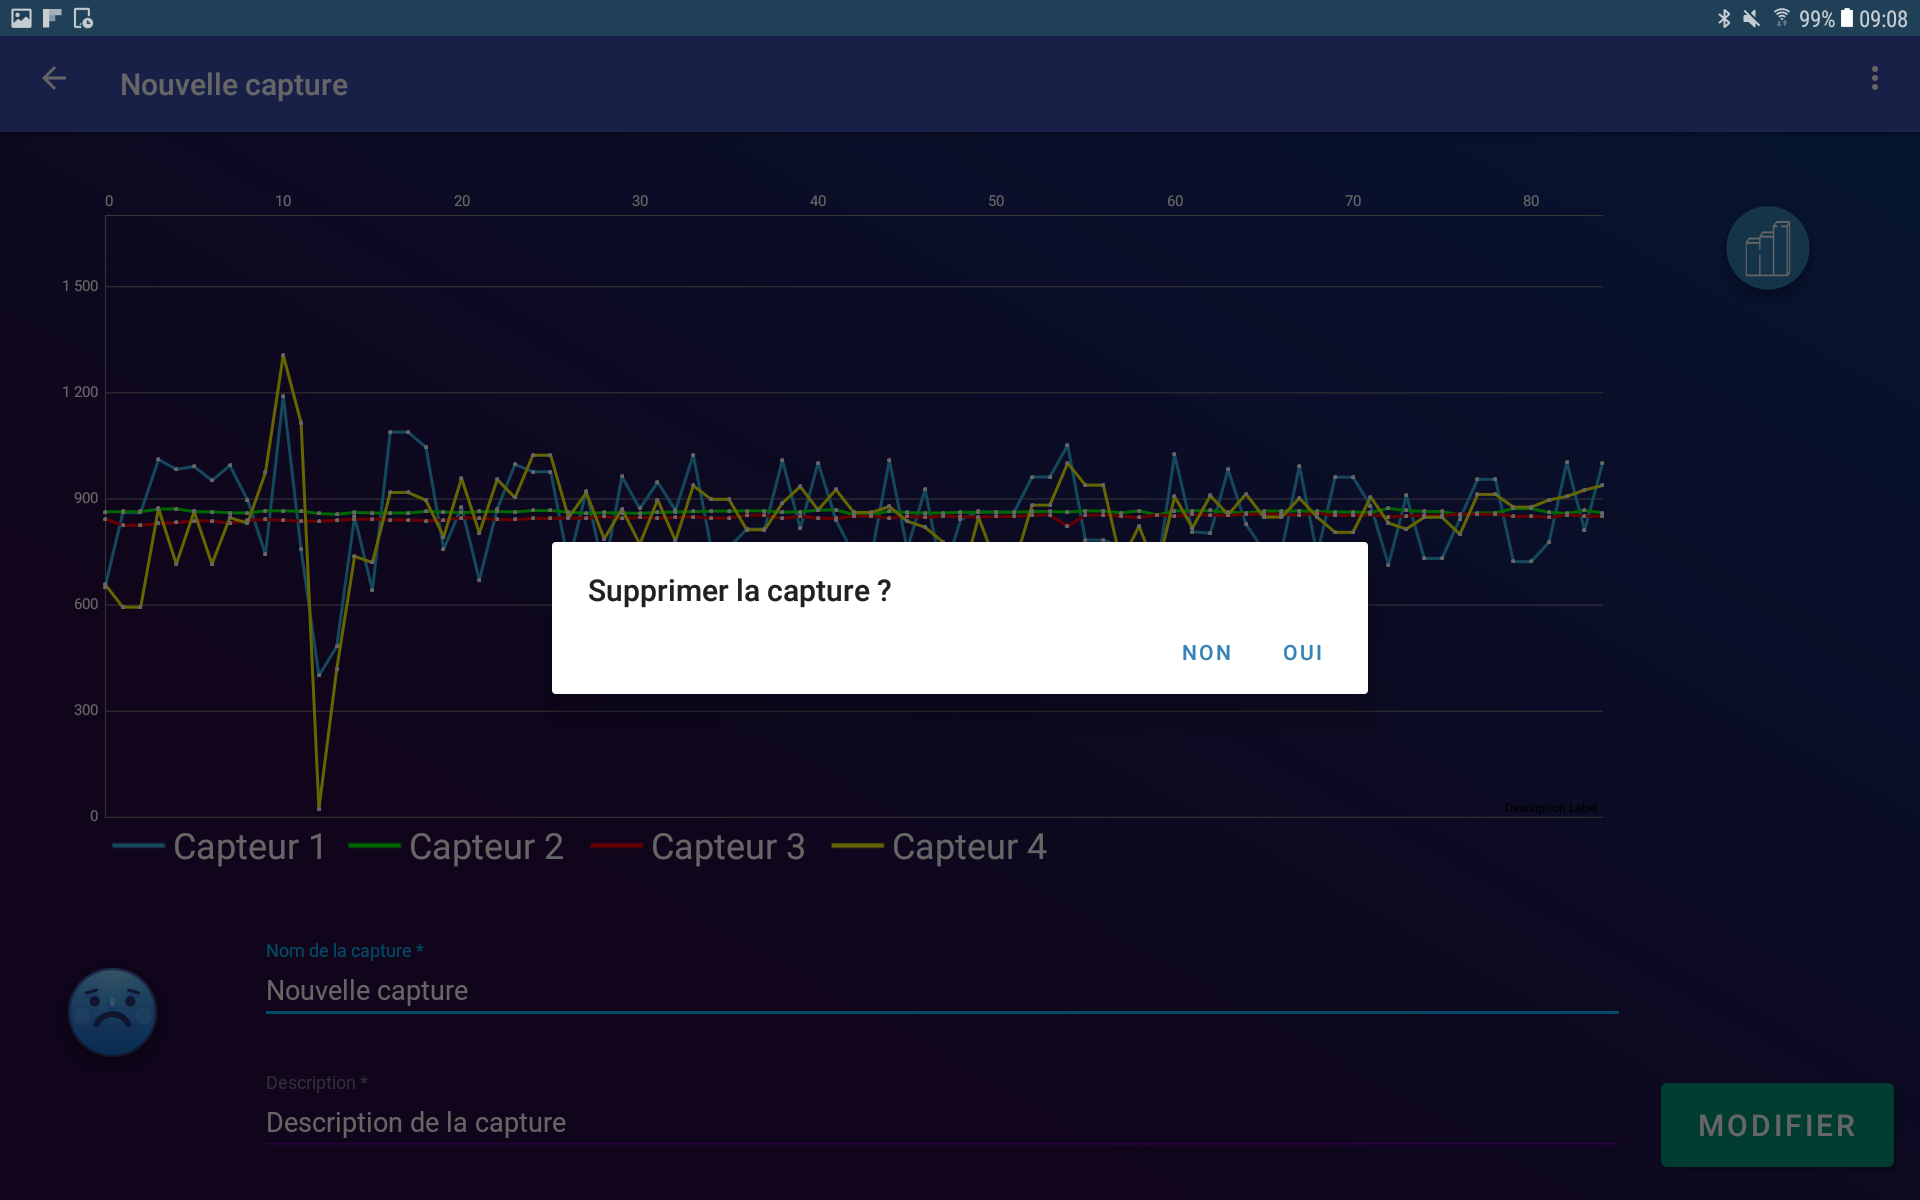 99% 09:08
Nouvelle capture
0 10 20 30 40 50 60 70 80
1 500
1 200
900
600
300
0
Supprimer la capture ?
NON OUI
Description Label
Capteur 1 Capteur 2 Capteur 3 Capteur 4
Nom de la capture *
Nouvelle capture
Description *
Description de la capture
MODIFIER